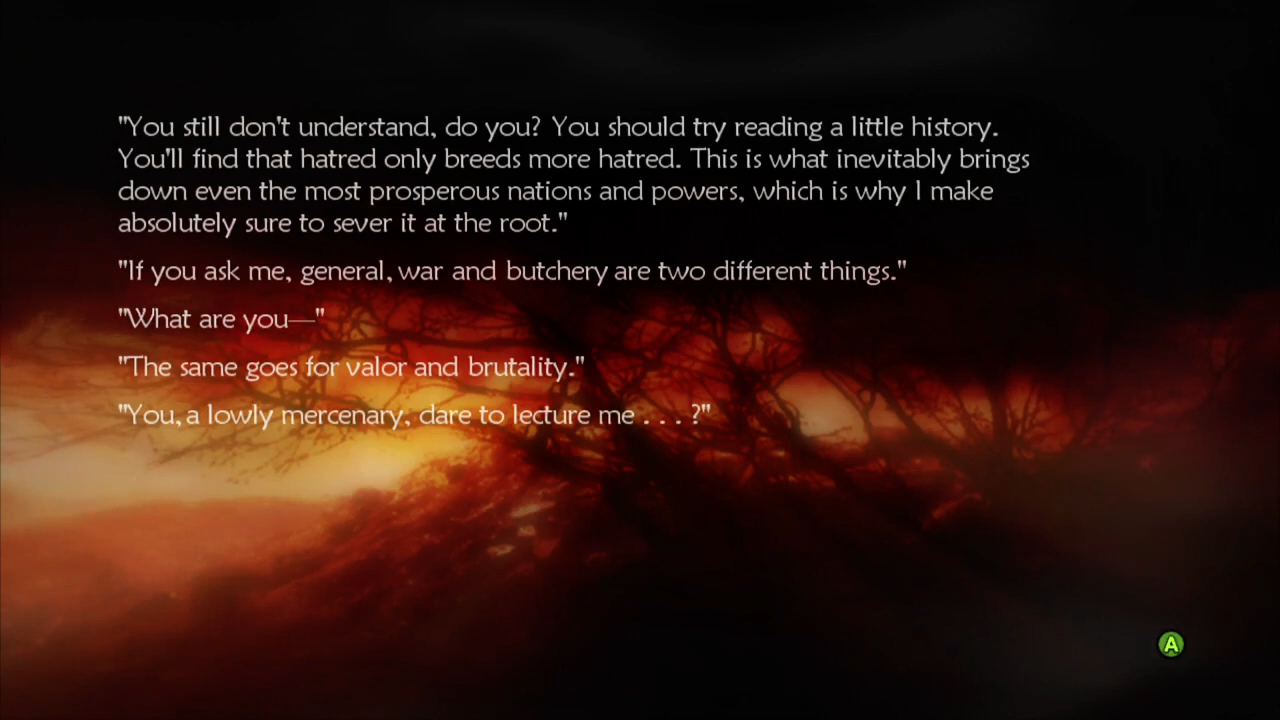 "You still don't understand, do you? You should try reading a little history.
You'll find that hatred only breeds more hatred. This is what inevitably brings
down even the most prosperous nations and powers, which is why I make
absolutely sure to sever it at the root."
"If you ask me, general, war and butchery are two different things."
"What are you—"
"The same goes for valor and brutality."
"You, a lowly mercenary, dare to lecture me . . . ?"
A